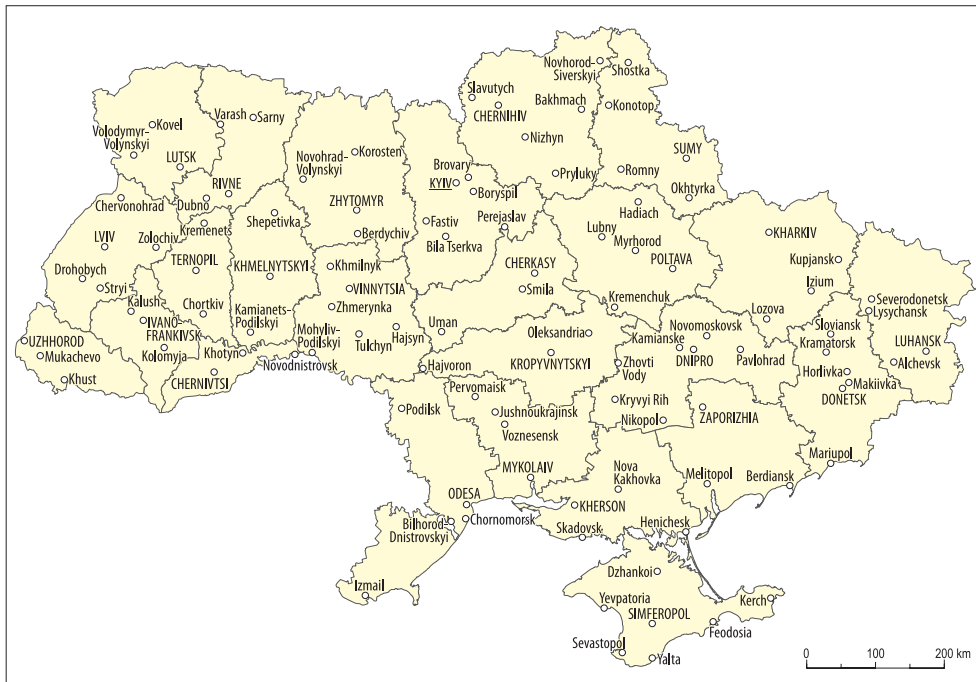 Novhorod-
Siverskyi
Shostka
Slavutych
CHERNIHIV
Bakhmach
Konotop
Varash
Sarny
Kovel
Volodymyr-
Volynskyi
Nizhyn
LUTSK
Korosten
SUMY
Novohrad-
Volynskyi
Brovary
KYIV
Boryspil
Pryluky
Romny
RIVNE
Dubno
Chervonohrad
Okhtyrka
ZHYTOMYR
Hadiach
Shepetivka
Kremenets
Fastiv
Perejaslav
LVIV
Zolochiv
Berdychiv
Bila Tserkva
Lubny
Myrhorod
KHARKIV
TERNOPIL
KHMELNYTSKYI
Khmilnyk
CHERKASY
POLTAVA
Kupjansk
Drohobych
Stryi
VINNYTSIA
Smila
Izium
Kalush
Chortkiv
Kamianets-
Podilskyi
Zhmerynka
Kremenchuk
Lozova
Severodonetsk
Lysychansk
IVANO-
FRANKIVSK
Mohyliv-
Podilskyi
Hajsyn
Uman
Oleksandria
Novomoskovsk
Sloviansk
UZHHOROD
Mukachevo
Kolomyja
Khotyn
Tulchyn
Kamianske
Kramatorsk
LUHANSK
Novodnistrovsk
Hajvoron
KROPYVNYTSKYI
Zhovti
Vody
DNIPRO
Pavlohrad
Alchevsk
Khust
CHERNIVTSI
Horlivka
Makiivka
DONETSK
Pervomaisk
Podilsk
Jushnoukrajinsk
Voznesensk
Kryvyi Rih
Nikopol
ZAPORIZHIA
MYKOLAIV
Nova
Kakhovka
Melitopol
Berdiansk
Mariupol
ODESA
Chornomorsk
KHERSON
Bilhorod-
Dnistrovskyi
Skadovsk
Henichesk
Dzhankoi
Izmail
Yevpatoria
SIMFEROPOL
Kerch
Feodosia
Sevastopol
Yalta
0 100 200 km